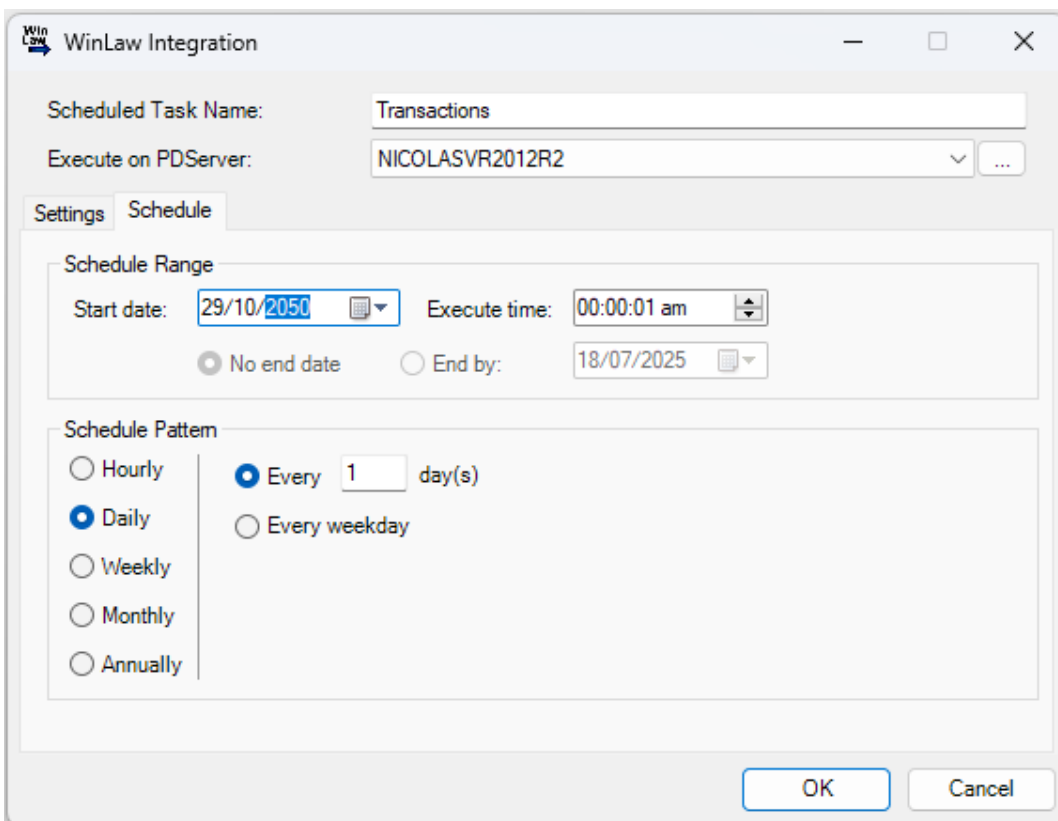 Win
Law
WinLaw Integration
Scheduled Task Name: Transactions
Execute on PDServer: NICOLASVR2012R2 ...
Settings Schedule
Schedule Range
Start date: 29/10/2050 Execute time: 00:00:01 am
No end date End by: 18/07/2025
Schedule Pattern
Hourly Every 1 day(s)
Daily Every weekday
Weekly
Monthly
Annually
OK Cancel